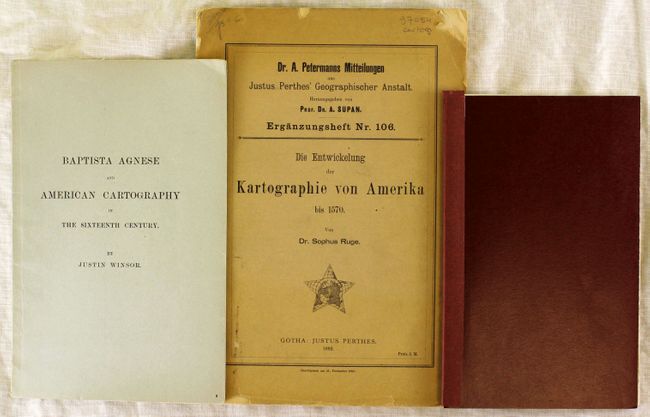 BAPTISTA AGNESE
AND
AMERICAN CARTOGRAPHY
IN
THE SIXTEENTH CENTURY.
BY
JUSTIN WINSOR.
Dr. A. Petermanns Mitteilungen
aus
Justus Perthes' Geographischer Anstalt.
Herausgegeben von
PROF. DR. A. SUPAN.
Ergänzungsheft Nr. 106.
Die Entwickelung
der
Kartographie von Amerika
bis 1570.
Von
Dr. Sophus Ruge.
GOTHA: JUSTUS PERTHES.
1892.